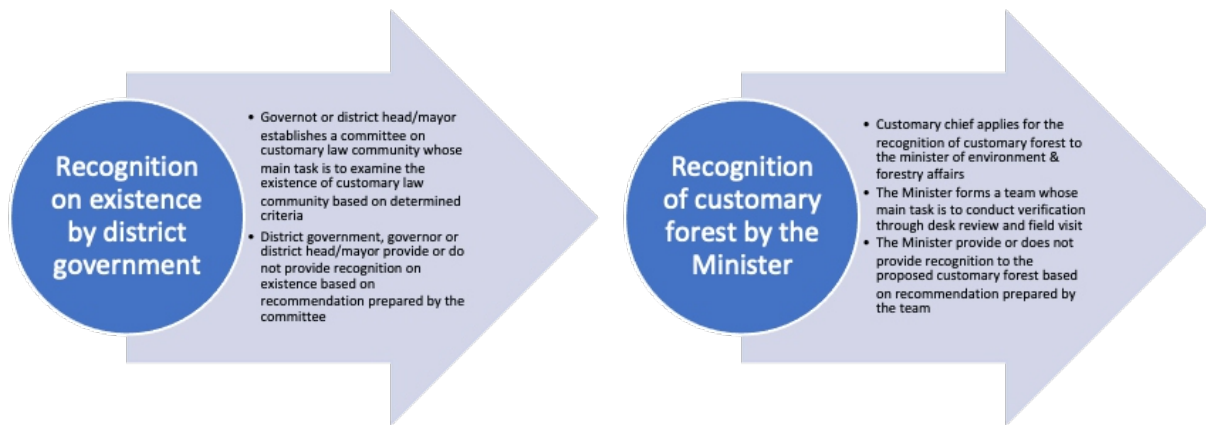 Recognition
on existence
by district
government
• Governot or district head/mayor
establishes a committee on
customary law community whose
main task is to examine the
existence of customary law
community based on determined
criteria
• District government, governor or
district head/mayor provide or do
not provide recognition on
existence based on
recommendation prepared by the
committee
Recognition
of customary
forest by the
Minister
• Customary chief applies for the
recognition of customary forest to
the minister of environment &
forestry affairs
• The Minister forms a team whose
main task is to conduct verification
through desk review and field visit
• The Minister provide or does not
provide recognition to the
proposed customary forest based
on recommendation prepared by
the team